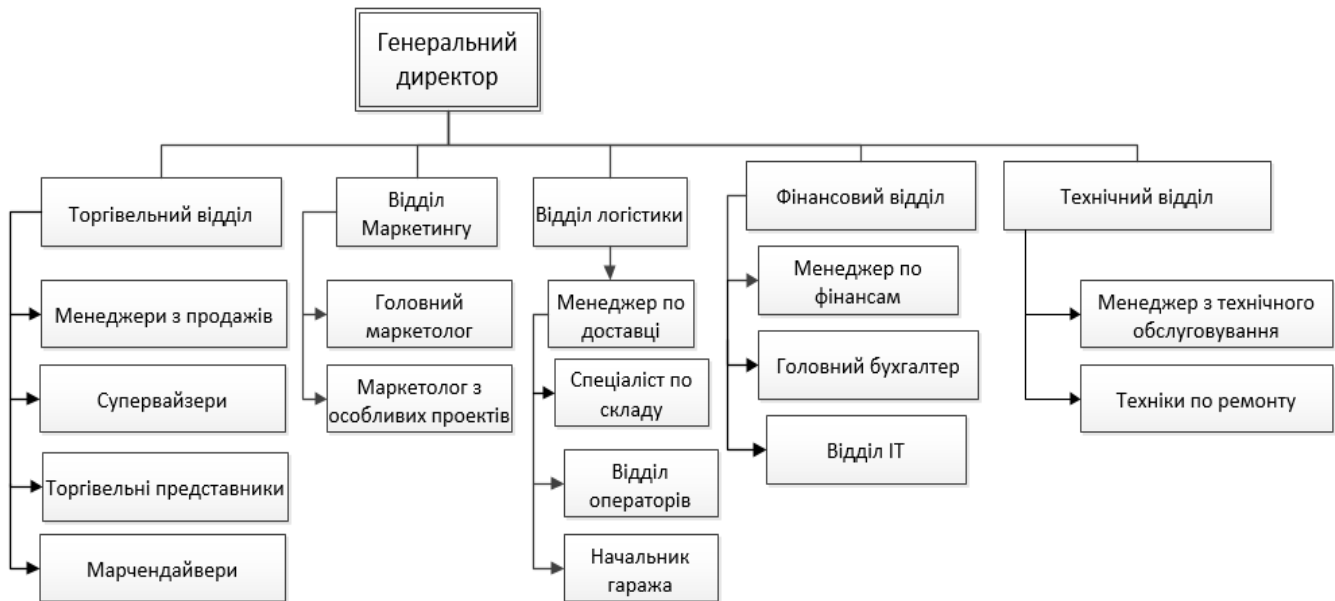 Генеральний
директор
Торгівельний відділ
Менеджери з продажів
Супервайзери
Торгівельні представники
Марчендайвери
Відділ
Маркетингу
Головний
маркетолог
Маркетолог з
особливих проектів
Відділ логістики
Менеджер по
доставці
Спеціаліст по
складу
Відділ
операторів
Начальник
гаража
Фінансовий відділ
Менеджер по
фінансам
Головний бухгалтер
Відділ ІТ
Технічний відділ
Менеджер з технічного
обслуговування
Техніки по ремонту